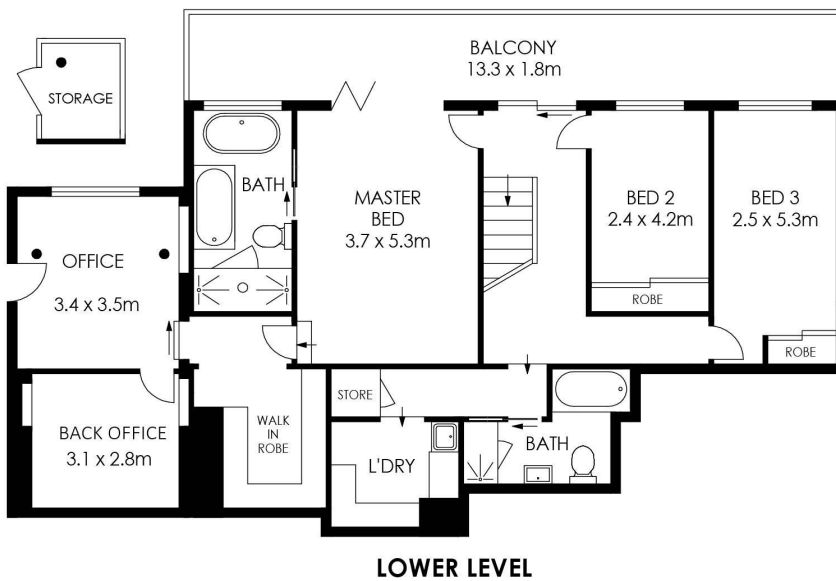 BALCONY
13.3 x 1.8m
STORAGE
BATH
MASTER
BED
3.7 x 5.3m
BED 2
2.4 x 4.2m
BED 3
2.5 x 5.3m
OFFICE
3.4 x 3.5m
ROBE
ROBE
STORE
WALK
IN
ROBE
BACK OFFICE
3.1 x 2.8m
L'DRY
BATH
LOWER LEVEL